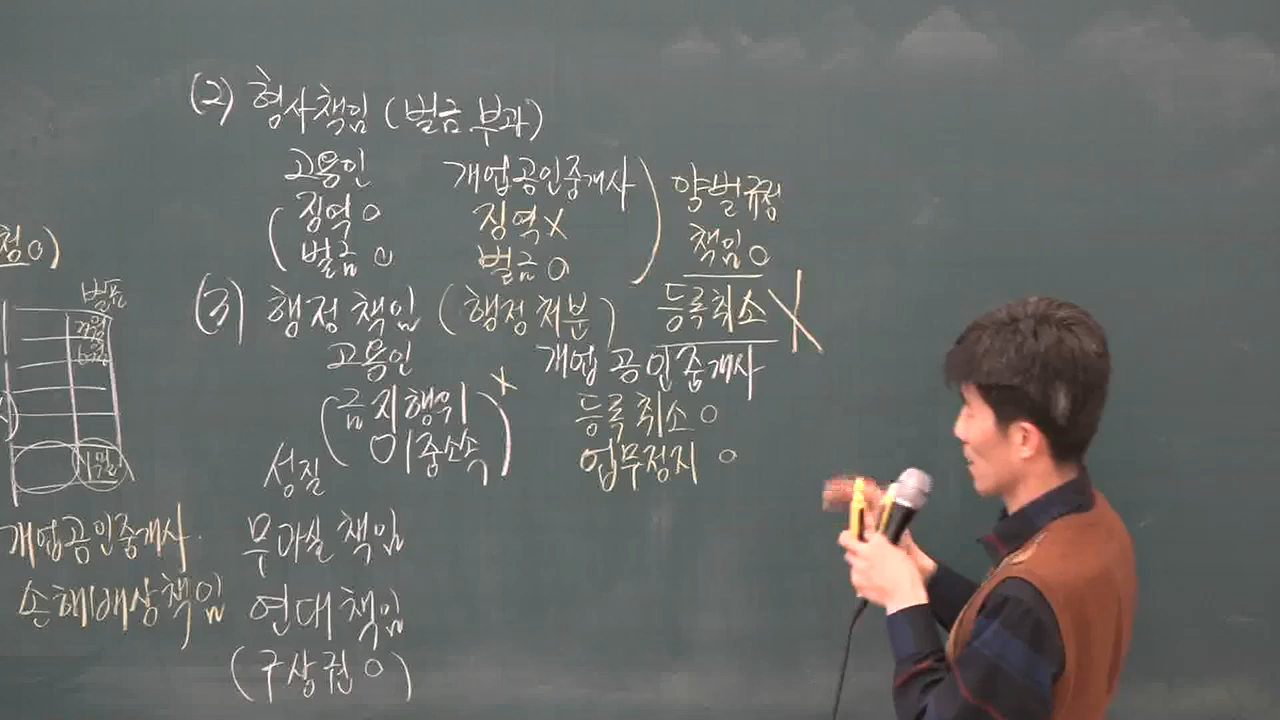 (2) 형사책임 (벌금 부과)
고용인 개업공인중개사
징역 o 징역 x
벌금 o 벌금 o
양벌규정
책임 o
등록취소 X
(3) 행정 책임 (행정처분)
고용인 개업공인중개사
(금지행위 x 등록취소 o
이중소속) 업무정지 o
성질
무과실 책임
연대 책임
(구상권 o)
개업공인중개사
손해배상책임